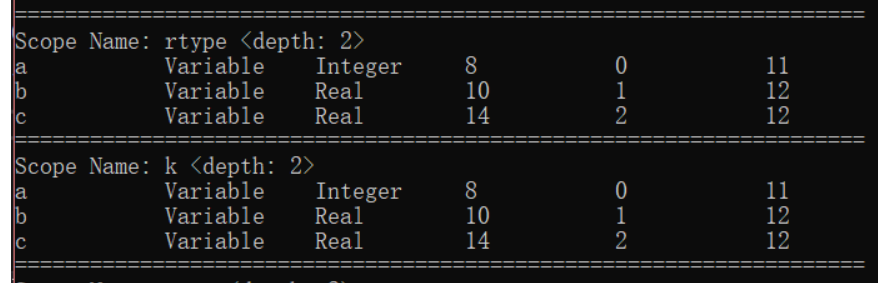 ======================================================================
Scope Name: rtype <depth: 2>
a Variable Integer 8 0 11
b Variable Real 10 1 12
c Variable Real 14 2 12
======================================================================
Scope Name: k <depth: 2>
a Variable Integer 8 0 11
b Variable Real 10 1 12
c Variable Real 14 2 12
======================================================================